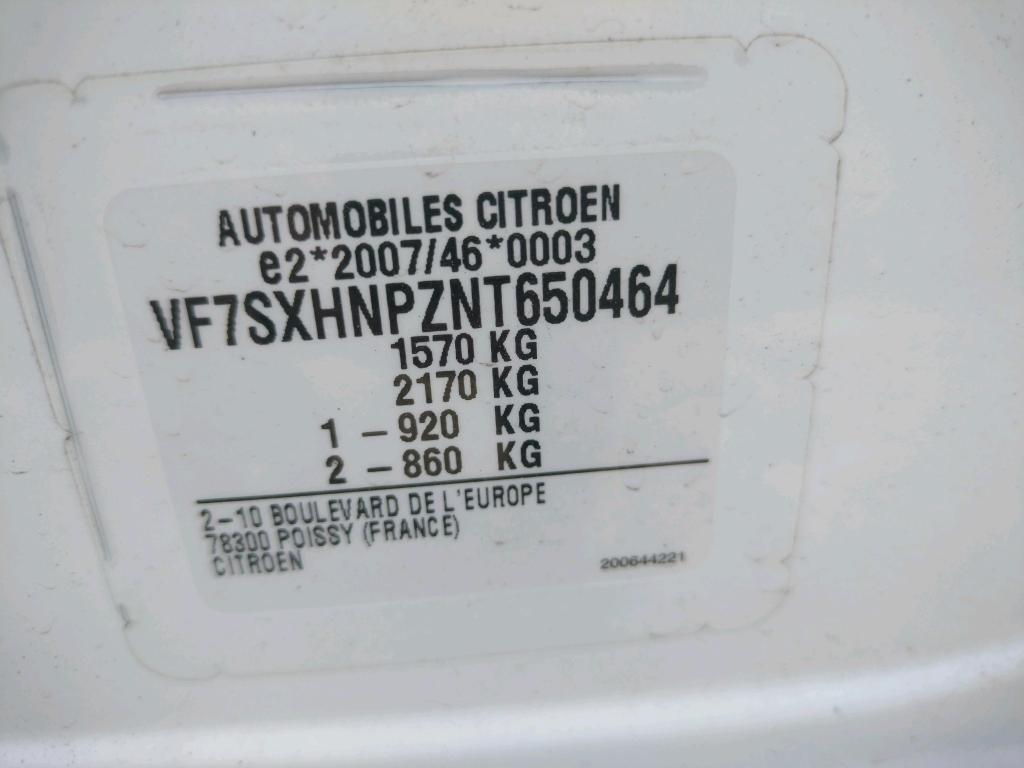 AUTOMOBILES CITROEN
e2*2007/46*0003
VF7SXHNPZNT650464
1570 KG
2170 KG
1 -920 KG
2 -860 KG
2-10 BOULEVARD DE L'EUROPE
78300 POISSY (FRANCE)
CITROEN
200644221